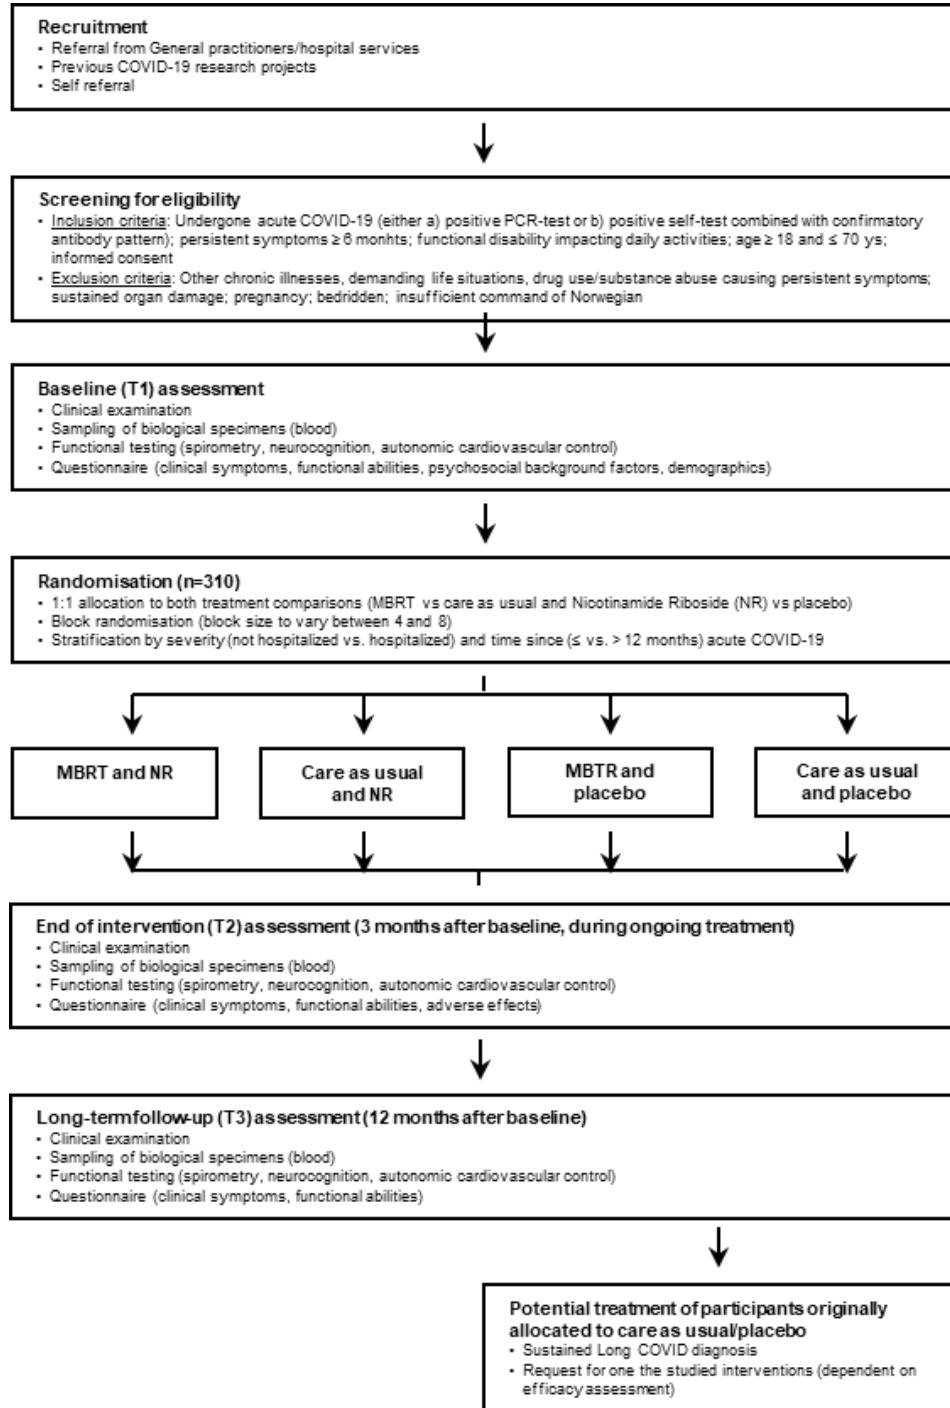 Recruitment
• Referral from General practitioners/hospital services
• Previous COVID-19 research projects
• Self referral
Screening for eligibility
• Inclusion criteria: Undergone acute COVID-19 (either a) positive PCR-test or b) positive self-test combined with confirmatory
antibody pattern); persistent symptoms ≥ 6 monhts; functional disability impacting daily activities; age ≥ 18 and ≤ 70 ys;
informed consent
• Exclusion criteria: Other chronic illnesses, demanding life situations, drug use/substance abuse causing persistent symptoms;
sustained organ damage; pregnancy; bedridden; insufficient command of Norwegian
Baseline (T1) assessment
• Clinical examination
• Sampling of biological specimens (blood)
• Functional testing (spirometry, neurocognition, autonomic cardiovascular control)
• Questionnaire (clinical symptoms, functional abilities, psychosocial background factors, demographics)
Randomisation (n=310)
• 1:1 allocation to both treatment comparisons (MBRT vs care as usual and Nicotinamide Riboside (NR) vs placebo)
• Block randomisation (block size to vary between 4 and 8)
• Stratification by severity (not hospitalized vs. hospitalized) and time since (≤ vs. > 12 months) acute COVID-19
MBRT and NR
Care as usual
and NR
MBTR and
placebo
Care as usual
and placebo
End of intervention (T2) assessment (3 months after baseline, during ongoing treatment)
• Clinical examination
• Sampling of biological specimens (blood)
• Functional testing (spirometry, neurocognition, autonomic cardiovascular control)
• Questionnaire (clinical symptoms, functional abilities, adverse effects)
Long-term follow-up (T3) assessment (12 months after baseline)
• Clinical examination
• Sampling of biological specimens (blood)
• Functional testing (spirometry, neurocognition, autonomic cardiovascular control)
• Questionnaire (clinical symptoms, functional abilities)
Potential treatment of participants originally
allocated to care as usual/placebo
• Sustained Long COVID diagnosis
• Request for one the studied interventions (dependent on
efficacy assessment)